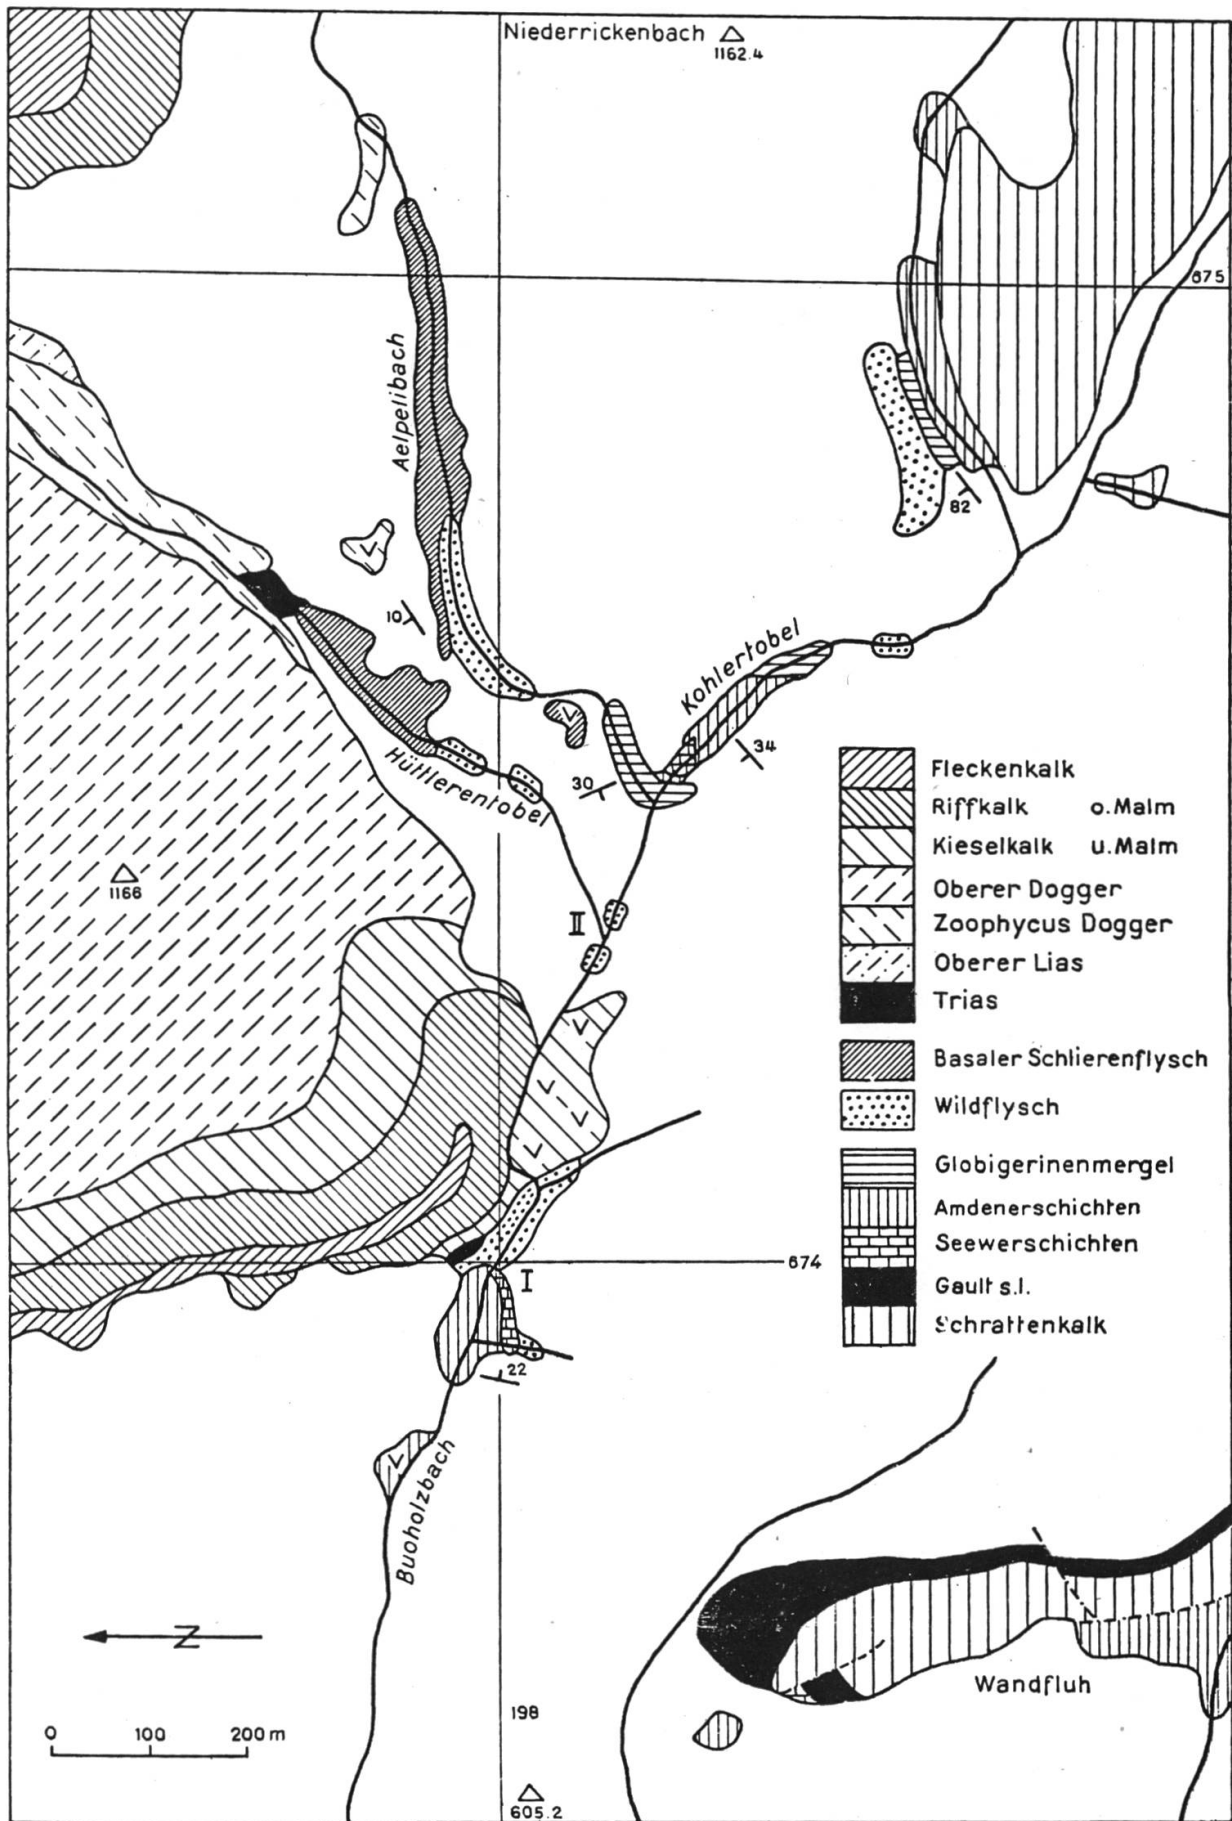 Niederrickenbach
1162.4
675
Aelpelibach
82
10
Kohlertobel
34
30
Hültlerentobel
1166
II
Fleckenkalk
Riffkalk o.Malm
Kieselkalk u.Malm
Oberer Dogger
Zoophycus Dogger
Oberer Lias
Trias
Basaler Schlierenflysch
Wildflysch
Globigerinenmergel
Amdenerschichten
Seewerschichten
Gault s.l.
Schrattenkalk
674
I
22
Buoholzbach
N
Wandfluh
198
0 100 200 m
605.2